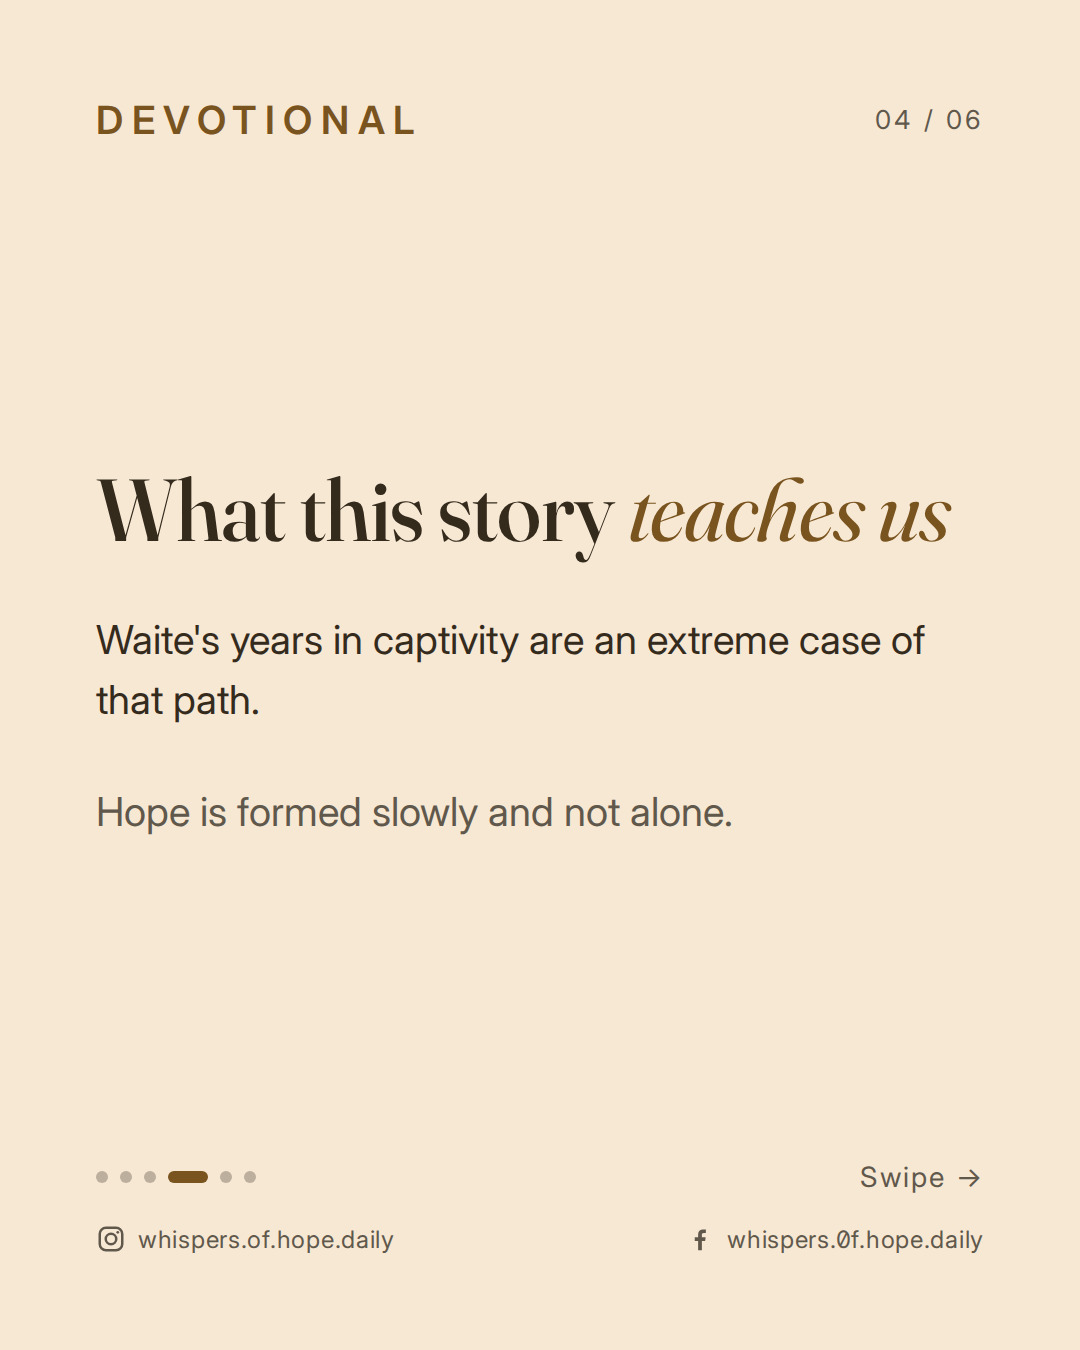 DEVOTIONAL
04 / 06
What this story teaches us
Waite's years in captivity are an extreme case of
that path.
Hope is formed slowly and not alone.
Swipe →
whispers.of.hope.daily
whispers.0f.hope.daily